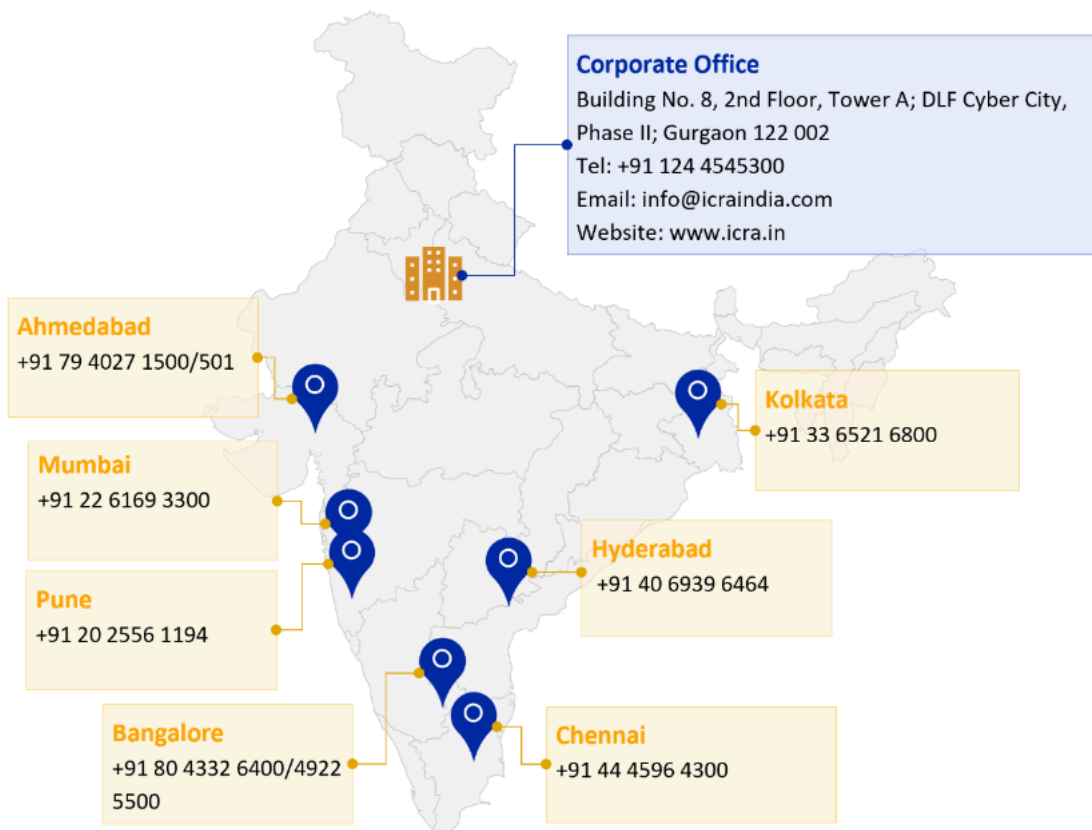 Corporate Office
Building No. 8, 2nd Floor, Tower A; DLF Cyber City,
Phase II; Gurgaon 122 002
Tel: +91 124 4545300
Email: info@icraindia.com
Website: www.icra.in
Ahmedabad
+91 79 4027 1500/501
Kolkata
+91 33 6521 6800
Mumbai
+91 22 6169 3300
Hyderabad
+91 40 6939 6464
Pune
+91 20 2556 1194
Bangalore
+91 80 4332 6400/4922
5500
Chennai
+91 44 4596 4300